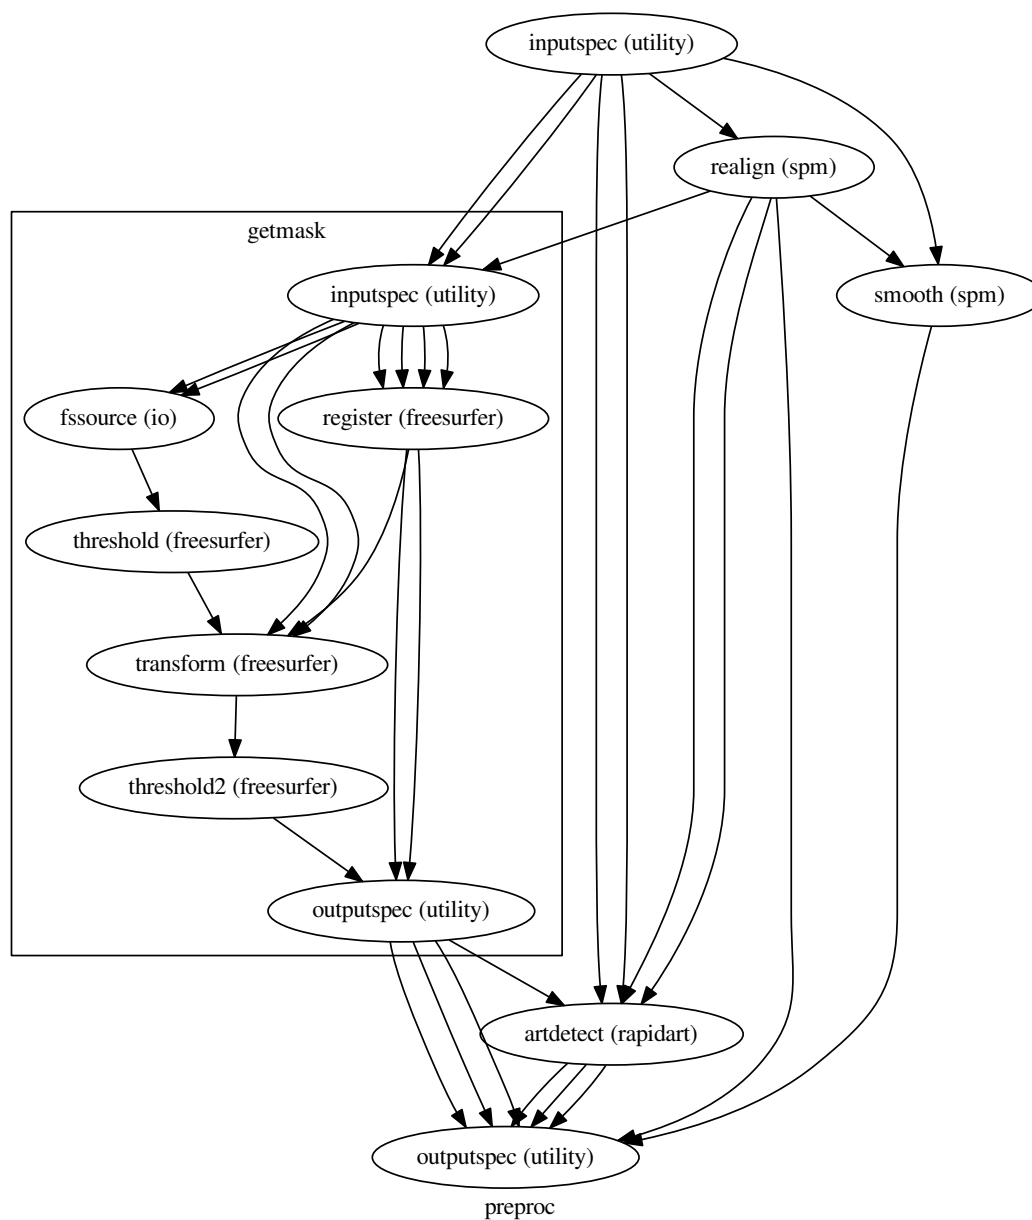 inputspec (utility)
realign (spm)
getmask
inputspec (utility)
smooth (spm)
fssource (io)
register (freesurfer)
threshold (freesurfer)
transform (freesurfer)
threshold2 (freesurfer)
outputspec (utility)
artdetect (rapidart)
outputspec (utility)
preproc